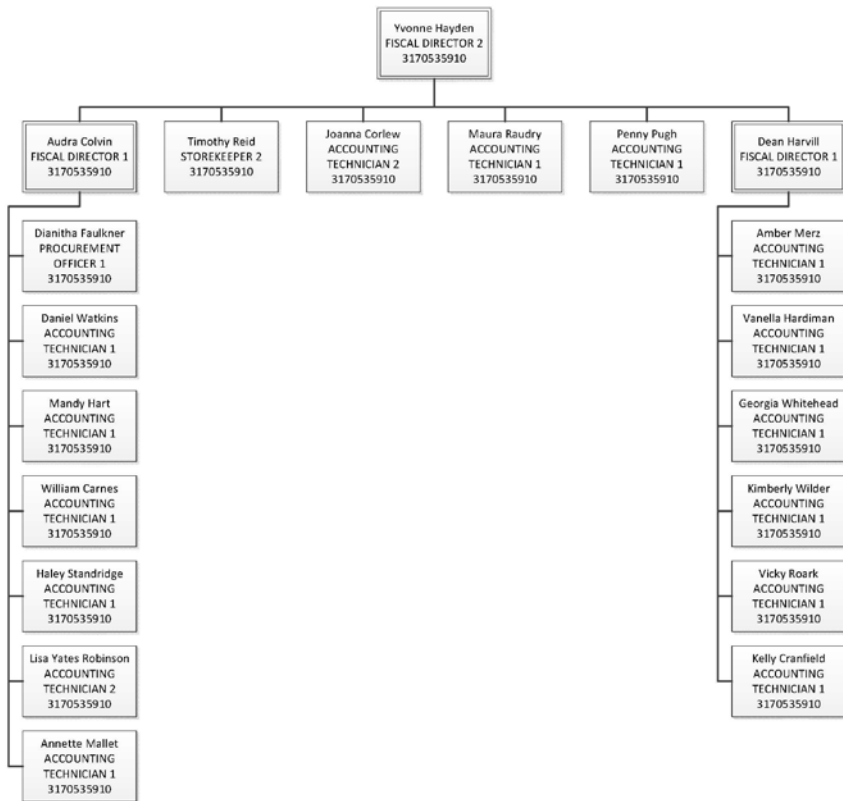 Yvonne Hayden
FISCAL DIRECTOR 2
3170535910
Audra Colvin
FISCAL DIRECTOR 1
3170535910
Timothy Reid
STOREKEEPER 2
3170535910
Joanna Corlew
ACCOUNTING
TECHNICIAN 2
3170535910
Maura Raudry
ACCOUNTING
TECHNICIAN 1
3170535910
Penny Pugh
ACCOUNTING
TECHNICIAN 1
3170535910
Dean Harvill
FISCAL DIRECTOR 1
3170535910
Dianitha Faulkner
PROCUREMENT
OFFICER 1
3170535910
Daniel Watkins
ACCOUNTING
TECHNICIAN 1
3170535910
Mandy Hart
ACCOUNTING
TECHNICIAN 1
3170535910
William Carnes
ACCOUNTING
TECHNICIAN 1
3170535910
Haley Standridge
ACCOUNTING
TECHNICIAN 1
3170535910
Lisa Yates Robinson
ACCOUNTING
TECHNICIAN 2
3170535910
Annette Mallet
ACCOUNTING
TECHNICIAN 1
3170535910
Amber Merz
ACCOUNTING
TECHNICIAN 1
3170535910
Vanella Hardiman
ACCOUNTING
TECHNICIAN 1
3170535910
Georgia Whitehead
ACCOUNTING
TECHNICIAN 1
3170535910
Kimberly Wilder
ACCOUNTING
TECHNICIAN 1
3170535910
Vicky Roark
ACCOUNTING
TECHNICIAN 1
3170535910
Kelly Cranfield
ACCOUNTING
TECHNICIAN 1
3170535910